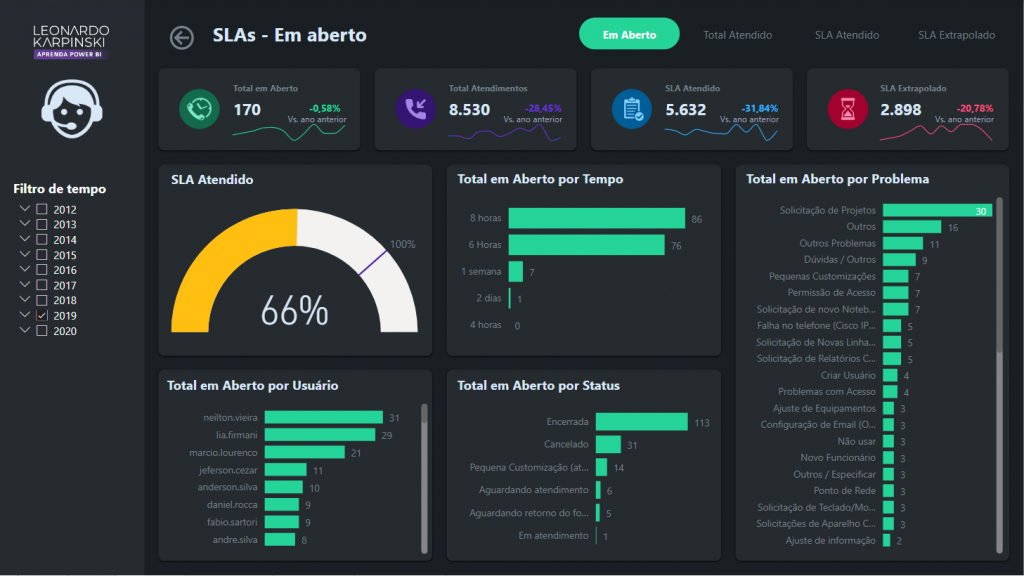 LEONARDO
KARPINSKI
APRENDA POWER BI
SLAs - Em aberto
Em Aberto
Total Atendido
SLA Atendido
SLA Extrapolado
Total em Aberto
170
-0,58%
Vs. ano anterior
Total Atendimentos
8.530
-28,45%
Vs. ano anterior
SLA Atendido
5.632
-31,84%
Vs. ano anterior
SLA Extrapolado
2.898
-20,78%
Vs. ano anterior
Filtro de tempo
2012
2013
2014
2015
2016
2017
2018
2019
2020
SLA Atendido
100%
66%
Total em Aberto por Tempo
8 horas 86
6 Horas 76
1 semana 7
2 dias 1
4 horas 0
Total em Aberto por Problema
Solicitação de Projetos 30
Outros 16
Outros Problemas 11
Dúvidas / Outros 9
Pequenas Customizações 7
Permissão de Acesso 7
Solicitação de novo Noteb... 7
Falha no telefone (Cisco IP... 5
Solicitação de Novas Linha... 5
Solicitação de Relatórios C... 5
Criar Usuário 4
Problemas com Acesso 4
Ajuste de Equipamentos 3
Configuração de Email (O... 3
Não usar 3
Novo Funcionário 3
Outros / Especificar 3
Ponto de Rede 3
Solicitação de Teclado/Mo... 3
Solicitações de Aparelho C... 3
Ajuste de informação 2
Total em Aberto por Usuário
neilton.vieira 31
lia.firmani 29
marcio.lourenco 21
jeferson.cezar 11
anderson.silva 10
daniel.rocca 9
fabio.sartori 9
andre.silva 8
Total em Aberto por Status
Encerrada 113
Cancelado 31
Pequena Customização (at... 14
Aguardando atendimento 6
Aguardando retorno do fo... 5
Em atendimento 1